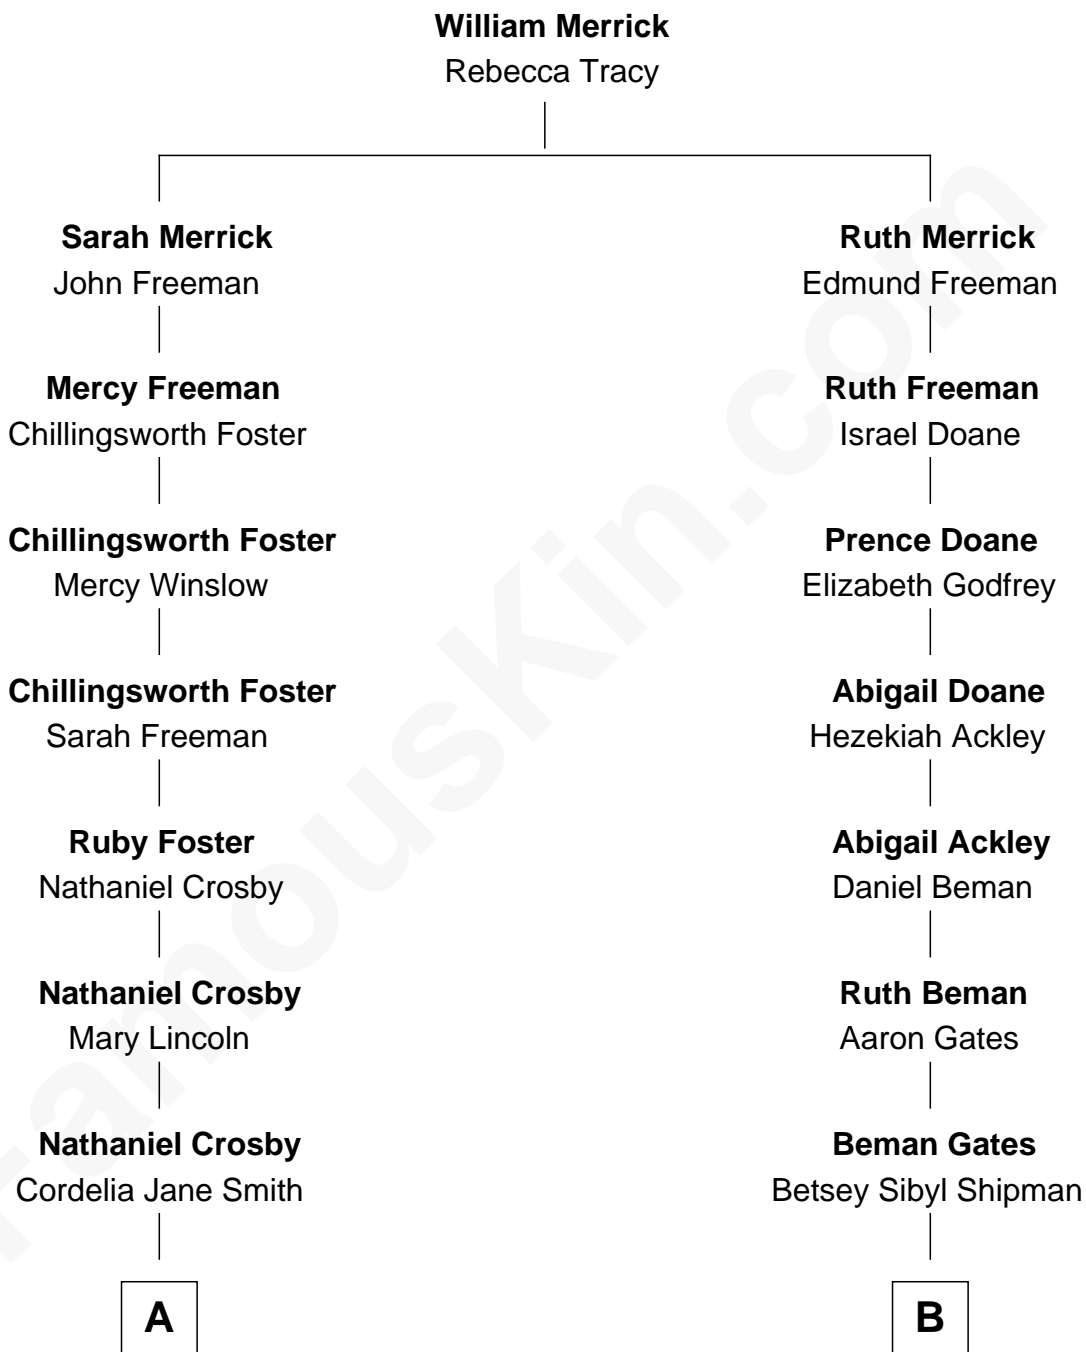 William Merrick
Rebecca Tracy
Sarah Merrick
John Freeman
Ruth Merrick
Edmund Freeman
Mercy Freeman
Chillingsworth Foster
Ruth Freeman
Israel Doane
Chillingsworth Foster
Mercy Winslow
Prence Doane
Elizabeth Godfrey
Chillingsworth Foster
Sarah Freeman
Abigail Doane
Hezekiah Ackley
Ruby Foster
Nathaniel Crosby
Abigail Ackley
Daniel Beman
Nathaniel Crosby
Mary Lincoln
Ruth Beman
Aaron Gates
Nathaniel Crosby
Cordelia Jane Smith
Beman Gates
Betsey Sibyl Shipman
A
B
FamousKin.com